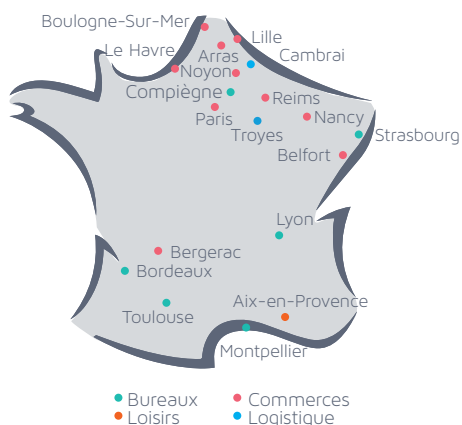 Boulogne-Sur-Mer
Lille
Le Havre
Arras
Cambrai
Noyon
Compiègne
Reims
Paris
Nancy
Troyes
Strasbourg
Belfort
Lyon
Bergerac
Bordeaux
Aix-en-Provence
Toulouse
Montpellier
Bureaux
Commerces
Loisirs
Logistique